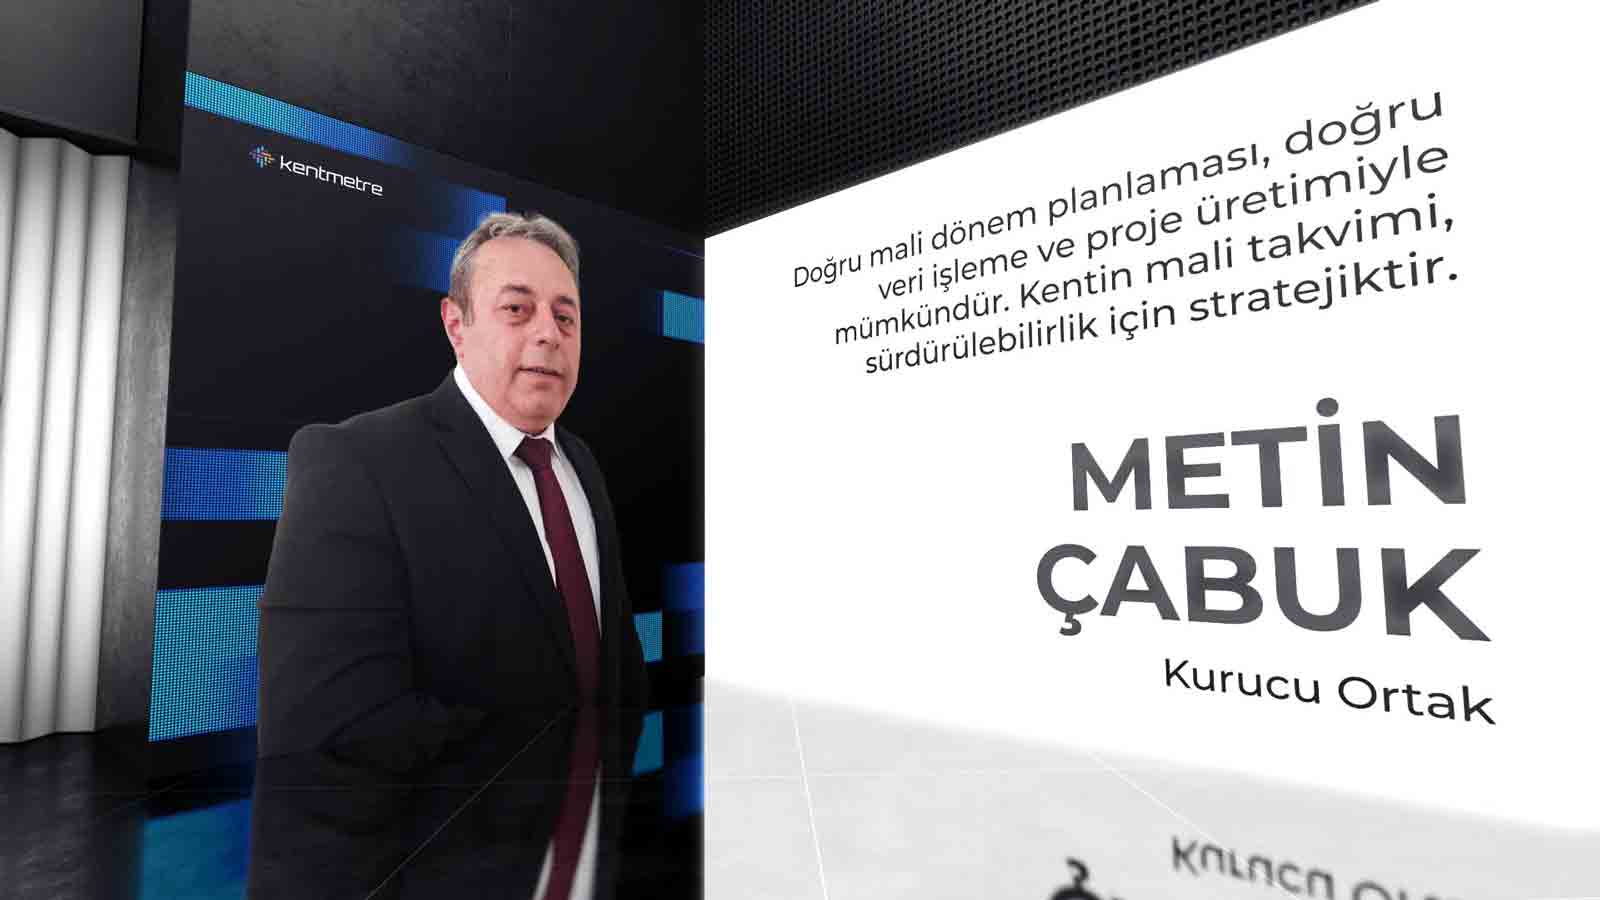 kentmetre
Doğru mali dönem planlaması, doğru
veri işleme ve proje üretimiyle
mümkündür. Kentin mali takvimi,
sürdürülebilirlik için stratejiktir.
METİN
ÇABUK
Kurucu Ortak